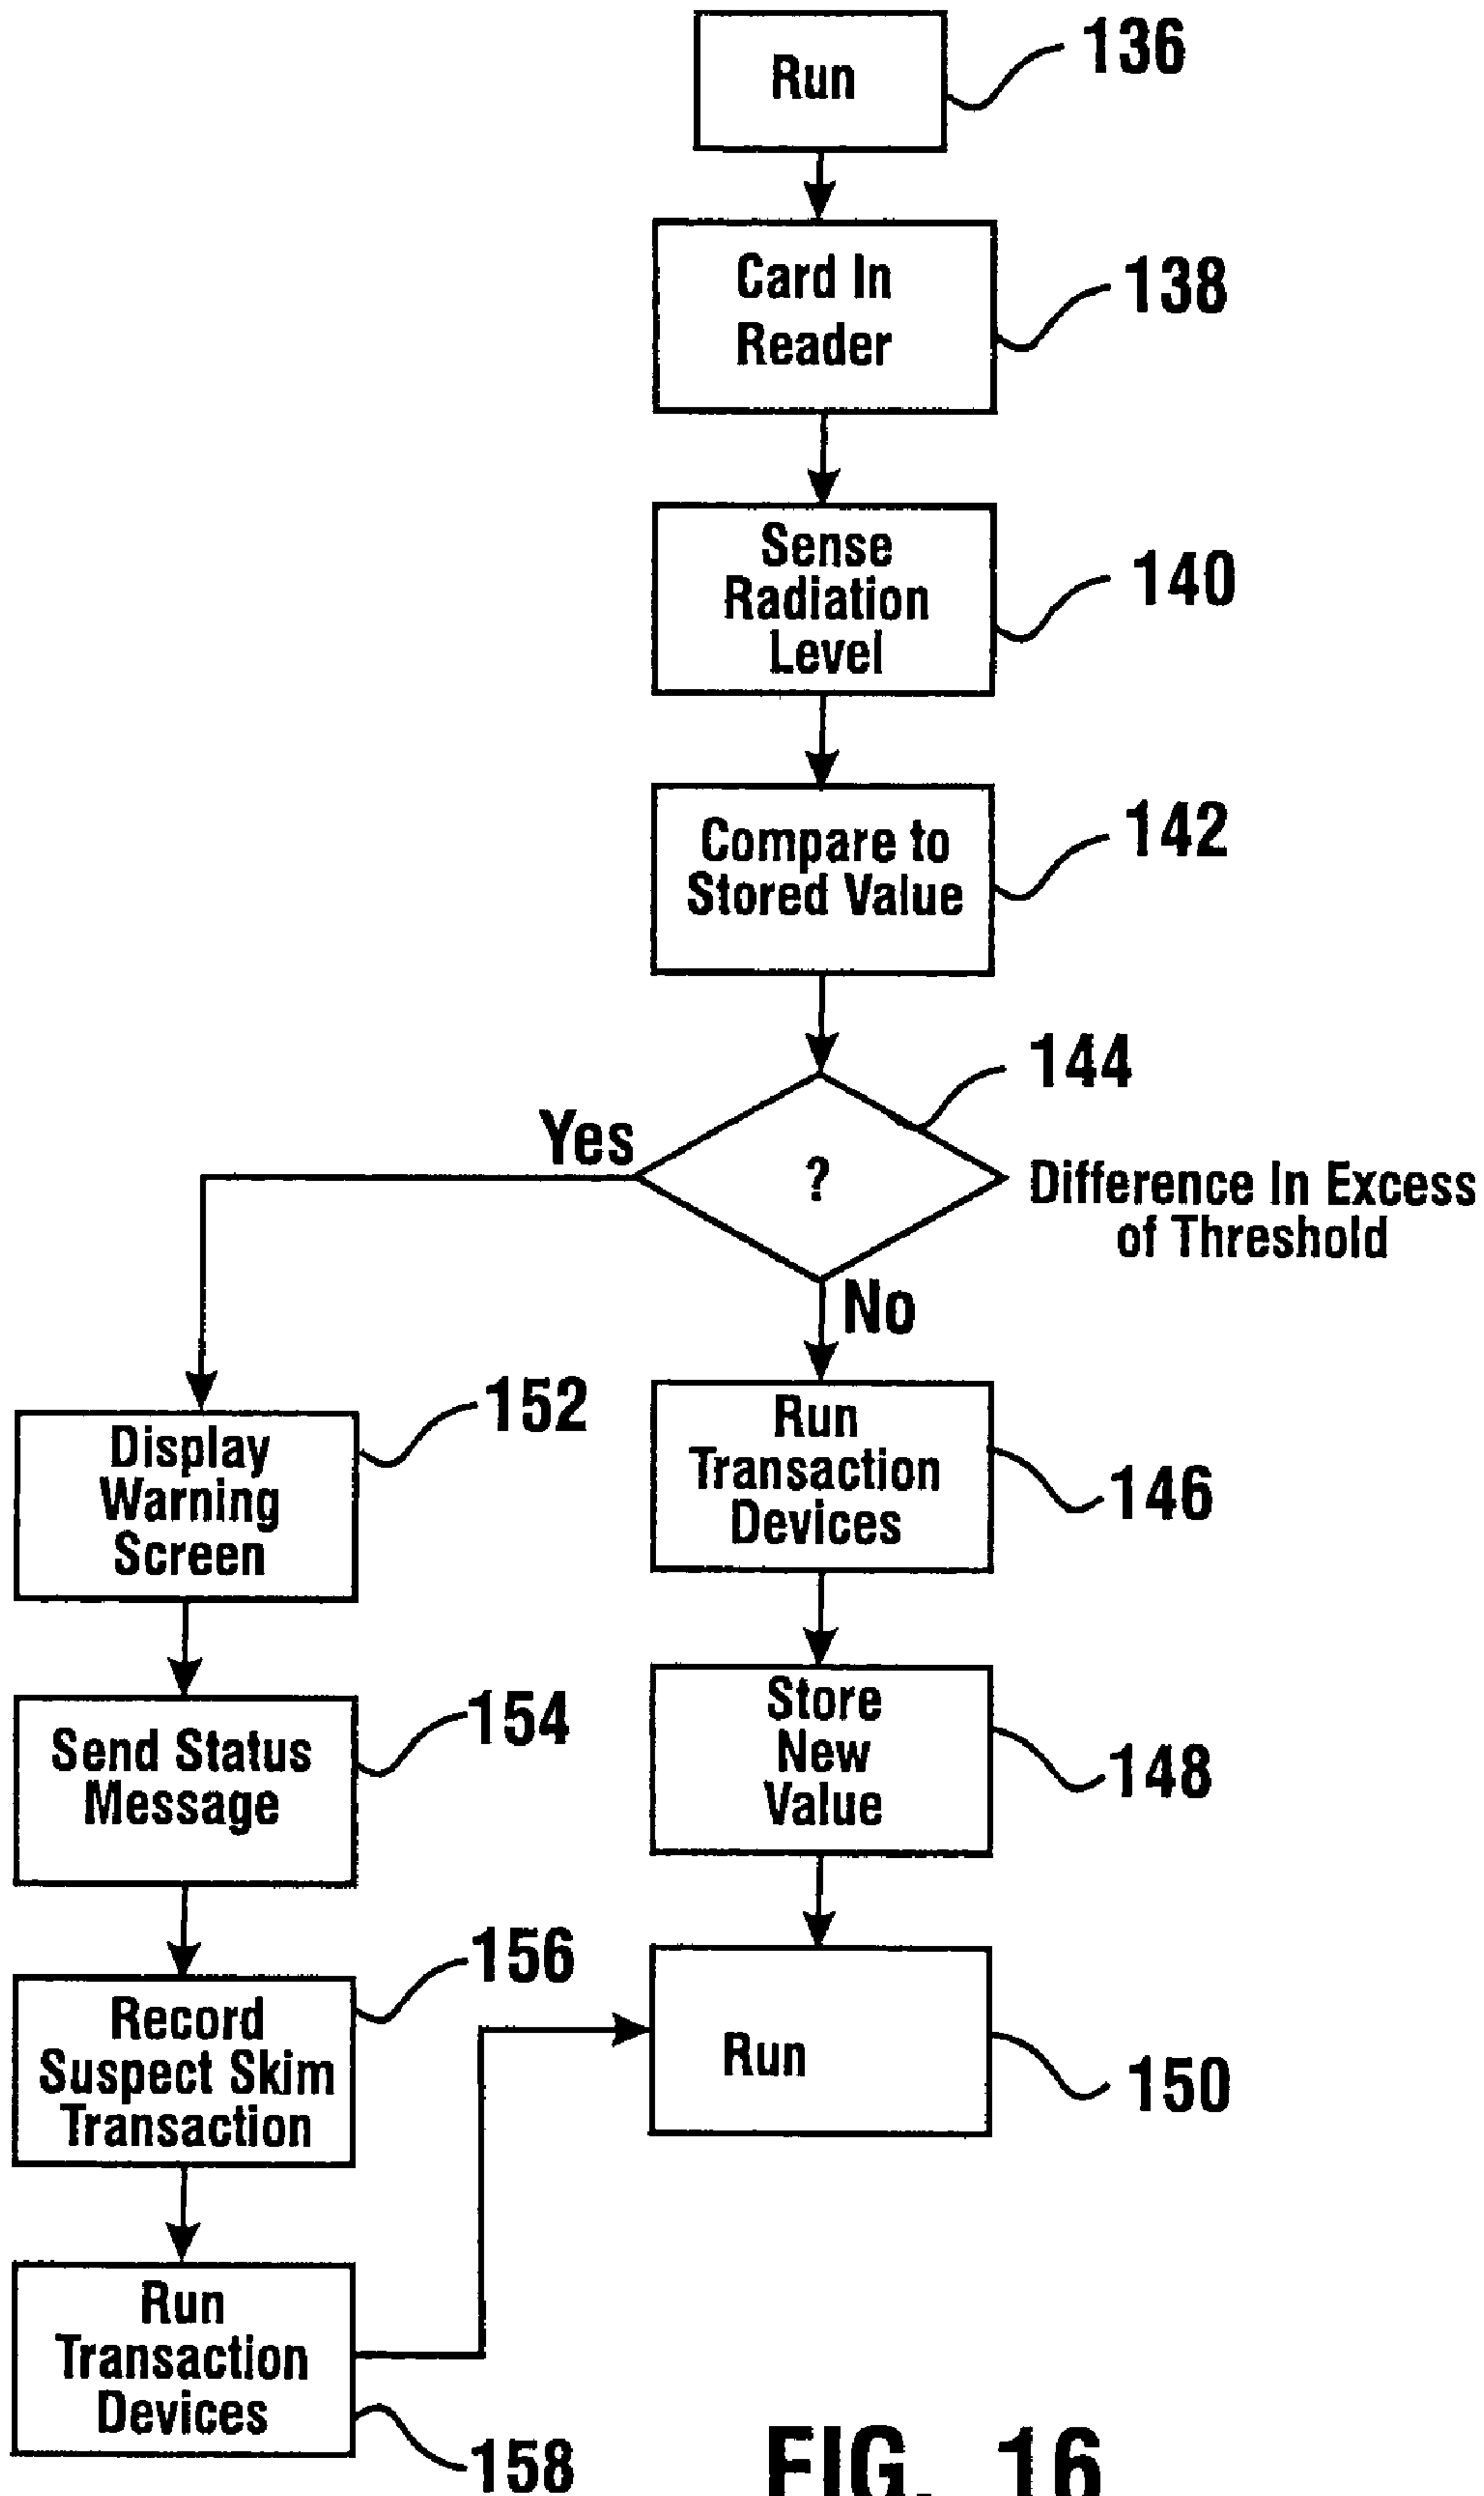 Run
136
Card In
Reader
138
Sense
Radiation
Level
140
Compare to
Stored Value
142
144
Yes
?
Difference In Excess
of Threshold
No
Display
Warning
Screen
152
Run
Transaction
Devices
146
Send Status
Message
154
Store
New
Value
148
Record
Suspect Skim
Transaction
156
Run
150
Run
Transaction
Devices
158
FIG. 16